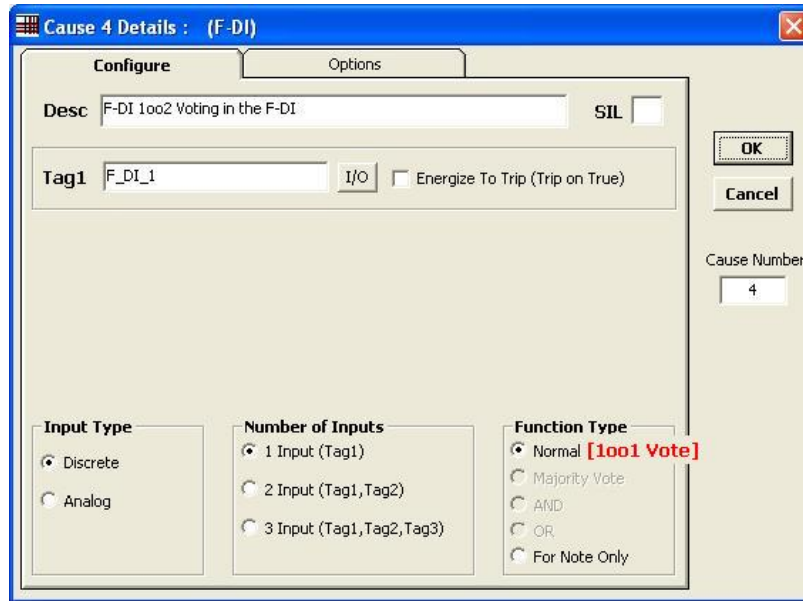 Cause 4 Details : (F-DI)
Configure
Options
Desc F-DI 1oo2 Voting in the F-DI SIL
Tag1 F_DI_1 I/O Energize To Trip (Trip on True)
OK
Cancel
Cause Number
4
Input Type
Discrete
Analog
Number of Inputs
1 Input (Tag1)
2 Input (Tag1,Tag2)
3 Input (Tag1,Tag2,Tag3)
Function Type
Normal [1oo1 Vote]
Majority Vote
AND
OR
For Note Only